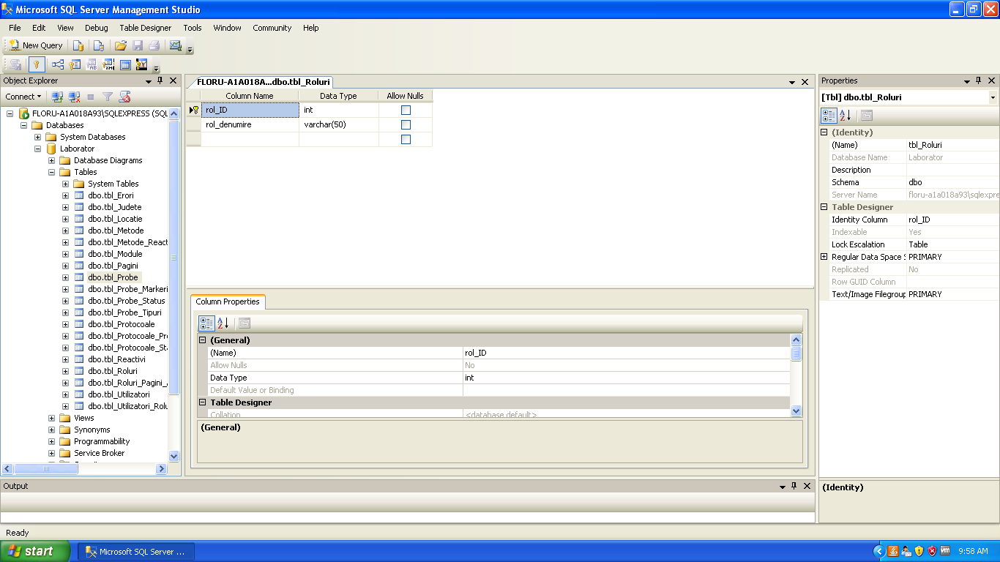 Microsoft SQL Server Management Studio
File Edit View Debug Table Designer Tools Window Community Help
New Query
Object Explorer
Connect
FLORU-A1A018A93\SQLEXPRESS (SQL
Databases
System Databases
Laborator
Database Diagrams
Tables
System Tables
dbo.tbl_Erori
dbo.tbl_Judete
dbo.tbl_Locatie
dbo.tbl_Metode
dbo.tbl_Metode_React
dbo.tbl_Module
dbo.tbl_Pagini
dbo.tbl_Probe
dbo.tbl_Probe_Markeri
dbo.tbl_Probe_Status
dbo.tbl_Probe_Tipuri
dbo.tbl_Protocoale
dbo.tbl_Protocoale_Pr
dbo.tbl_Protocoale_St
dbo.tbl_Reactivi
dbo.tbl_Roluri
dbo.tbl_Roluri_Pagini_
dbo.tbl_Utilizatori
dbo.tbl_Utilizatori_Rolu
Views
Synonyms
Programmability
Service Broker
FLORU-A1A018A...dbo.tbl_Roluri
Column Name Data Type Allow Nulls
rol_ID int
rol_denumire varchar(50)
Column Properties
(General)
(Name) rol_ID
Allow Nulls No
Data Type int
Default Value or Binding
Table Designer
Collation <database default>
(General)
Properties
[Tbl] dbo.tbl_Roluri
(Identity)
(Name) tbl_Roluri
Database Name Laborator
Description
Schema dbo
Server Name floru-a1a018a93\sqlexpre
Table Designer
Identity Column rol_ID
Indexable Yes
Lock Escalation Table
Regular Data Space S PRIMARY
Replicated No
Row GUID Column
Text/Image Filegroup PRIMARY
(Identity)
Output
Ready
start
Microsoft SQL Server ...
9:58 AM